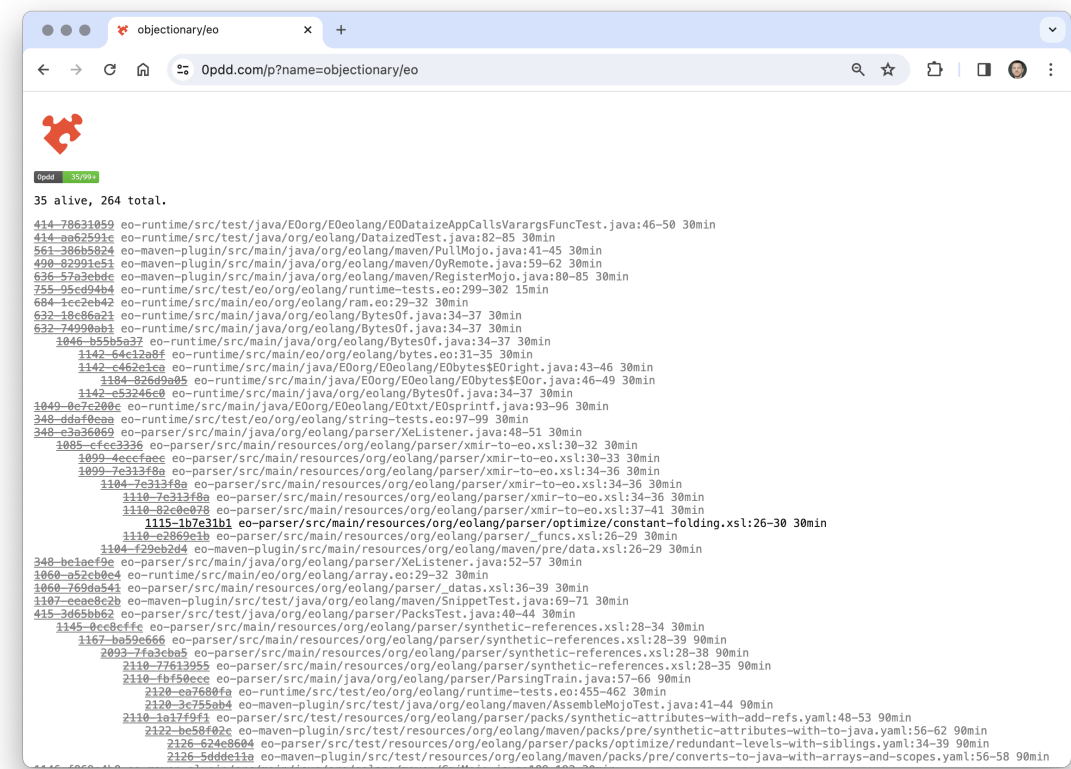 objectionary/eo
0pdd.com/p?name=objectionary/eo
0pdd 35/99+
35 alive, 264 total.
414-78631059 eo-runtime/src/test/java/EOorg/EOeolang/EODataizeAppCallsVarargsFuncTest.java:46-50 30min
414-aa62591c eo-runtime/src/test/java/org/eolang/DataizedTest.java:82-85 30min
561-386b5824 eo-maven-plugin/src/main/java/org/eolang/maven/PullMojo.java:41-45 30min
490-82991e51 eo-maven-plugin/src/main/java/org/eolang/maven/OyRemote.java:59-62 30min
636-57a3ebdc eo-maven-plugin/src/main/java/org/eolang/maven/RegisterMojo.java:80-85 30min
755-95cd94b4 eo-runtime/src/test/eo/org/eolang/runtime-tests.eo:299-302 15min
684-1cc2eb42 eo-runtime/src/main/eo/org/eolang/ram.eo:29-32 30min
632-18c86a21 eo-runtime/src/main/java/org/eolang/BytesOf.java:34-37 30min
632-74990ab1 eo-runtime/src/main/java/org/eolang/BytesOf.java:34-37 30min
1046-b55b5a37 eo-runtime/src/main/java/org/eolang/BytesOf.java:34-37 30min
1142-64c12a8f eo-runtime/src/main/eo/org/eolang/bytes.eo:31-35 30min
1142-c462e1ca eo-runtime/src/main/java/EOorg/EOeolang/EObytes$EOright.java:43-46 30min
1184-826d9a05 eo-runtime/src/main/java/EOorg/EOeolang/EObytes$EOor.java:46-49 30min
1142-e53246c0 eo-runtime/src/main/java/org/eolang/BytesOf.java:34-37 30min
1049-0e7c200c eo-runtime/src/main/java/EOorg/EOeolang/EOtxt/EOsprintf.java:93-96 30min
348-ddaf0eaa eo-runtime/src/test/eo/org/eolang/string-tests.eo:97-99 30min
348-e3a36069 eo-parser/src/main/java/org/eolang/parser/XeListener.java:48-51 30min
1085-cfcc3336 eo-parser/src/main/resources/org/eolang/parser/xmir-to-eo.xsl:30-32 30min
1099-4eccfaec eo-parser/src/main/resources/org/eolang/parser/xmir-to-eo.xsl:30-33 30min
1099-7e313f8a eo-parser/src/main/resources/org/eolang/parser/xmir-to-eo.xsl:34-36 30min
1104-7e313f8a eo-parser/src/main/resources/org/eolang/parser/xmir-to-eo.xsl:34-36 30min
1110-7e313f8a eo-parser/src/main/resources/org/eolang/parser/xmir-to-eo.xsl:34-36 30min
1110-82c0e078 eo-parser/src/main/resources/org/eolang/parser/xmir-to-eo.xsl:37-41 30min
1115-1b7e31b1 eo-parser/src/main/resources/org/eolang/parser/optimize/constant-folding.xsl:26-30 30min
1110-e2869e1b eo-parser/src/main/resources/org/eolang/parser/_funcs.xsl:26-29 30min
1104-f29eb2d4 eo-maven-plugin/src/main/resources/org/eolang/maven/pre/data.xsl:26-29 30min
348-be1aef9e eo-parser/src/main/java/org/eolang/parser/XeListener.java:52-57 30min
1060-a52cb0e4 eo-runtime/src/main/eo/org/eolang/array.eo:29-32 30min
1060-769da541 eo-parser/src/main/resources/org/eolang/parser/_datas.xsl:36-39 30min
1107-eeae8c2b eo-maven-plugin/src/test/java/org/eolang/maven/SnippetTest.java:69-71 30min
415-3d65bb62 eo-parser/src/test/java/org/eolang/parser/PacksTest.java:40-44 30min
1145-0cc8cffc eo-parser/src/main/resources/org/eolang/parser/synthetic-references.xsl:28-34 30min
1167-ba59e666 eo-parser/src/main/resources/org/eolang/parser/synthetic-references.xsl:28-39 90min
2093-7fa3cba5 eo-parser/src/main/resources/org/eolang/parser/synthetic-references.xsl:28-38 90min
2110-77613955 eo-parser/src/main/resources/org/eolang/parser/synthetic-references.xsl:28-35 90min
2110-fbf50ece eo-parser/src/main/java/org/eolang/parser/ParsingTrain.java:57-66 90min
2120-ea7680fa eo-runtime/src/test/eo/org/eolang/runtime-tests.eo:455-462 30min
2120-3c755ab4 eo-maven-plugin/src/test/java/org/eolang/maven/AssembleMojoTest.java:41-44 90min
2110-1a17f9f1 eo-parser/src/test/resources/org/eolang/parser/packs/synthetic-attributes-with-add-refs.yaml:48-53 90min
2122-be58f02c eo-maven-plugin/src/test/resources/org/eolang/maven/packs/pre/synthetic-attributes-with-to-java.yaml:56-62 90min
2126-624e8604 eo-parser/src/test/resources/org/eolang/parser/packs/optimize/redundant-levels-with-siblings.yaml:34-39 90min
2126-5ddde11a eo-maven-plugin/src/test/resources/org/eolang/maven/packs/pre/converts-to-java-with-arrays-and-scopes.yaml:56-58 90min